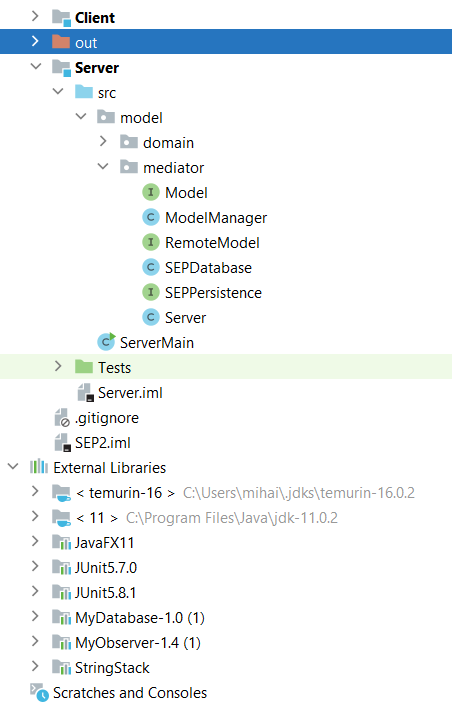 Client
out
Server
src
model
domain
mediator
I Model
C ModelManager
I RemoteModel
C SEPDatabase
I SEPPersistence
C Server
C ServerMain
Tests
Server.iml
.gitignore
SEP2.iml
External Libraries
< temurin-16 > C:\Users\mihai\.jdks\temurin-16.0.2
< 11 > C:\Program Files\Java\jdk-11.0.2
JavaFX11
JUnit5.7.0
JUnit5.8.1
MyDatabase-1.0 (1)
MyObserver-1.4 (1)
StringStack
Scratches and Consoles